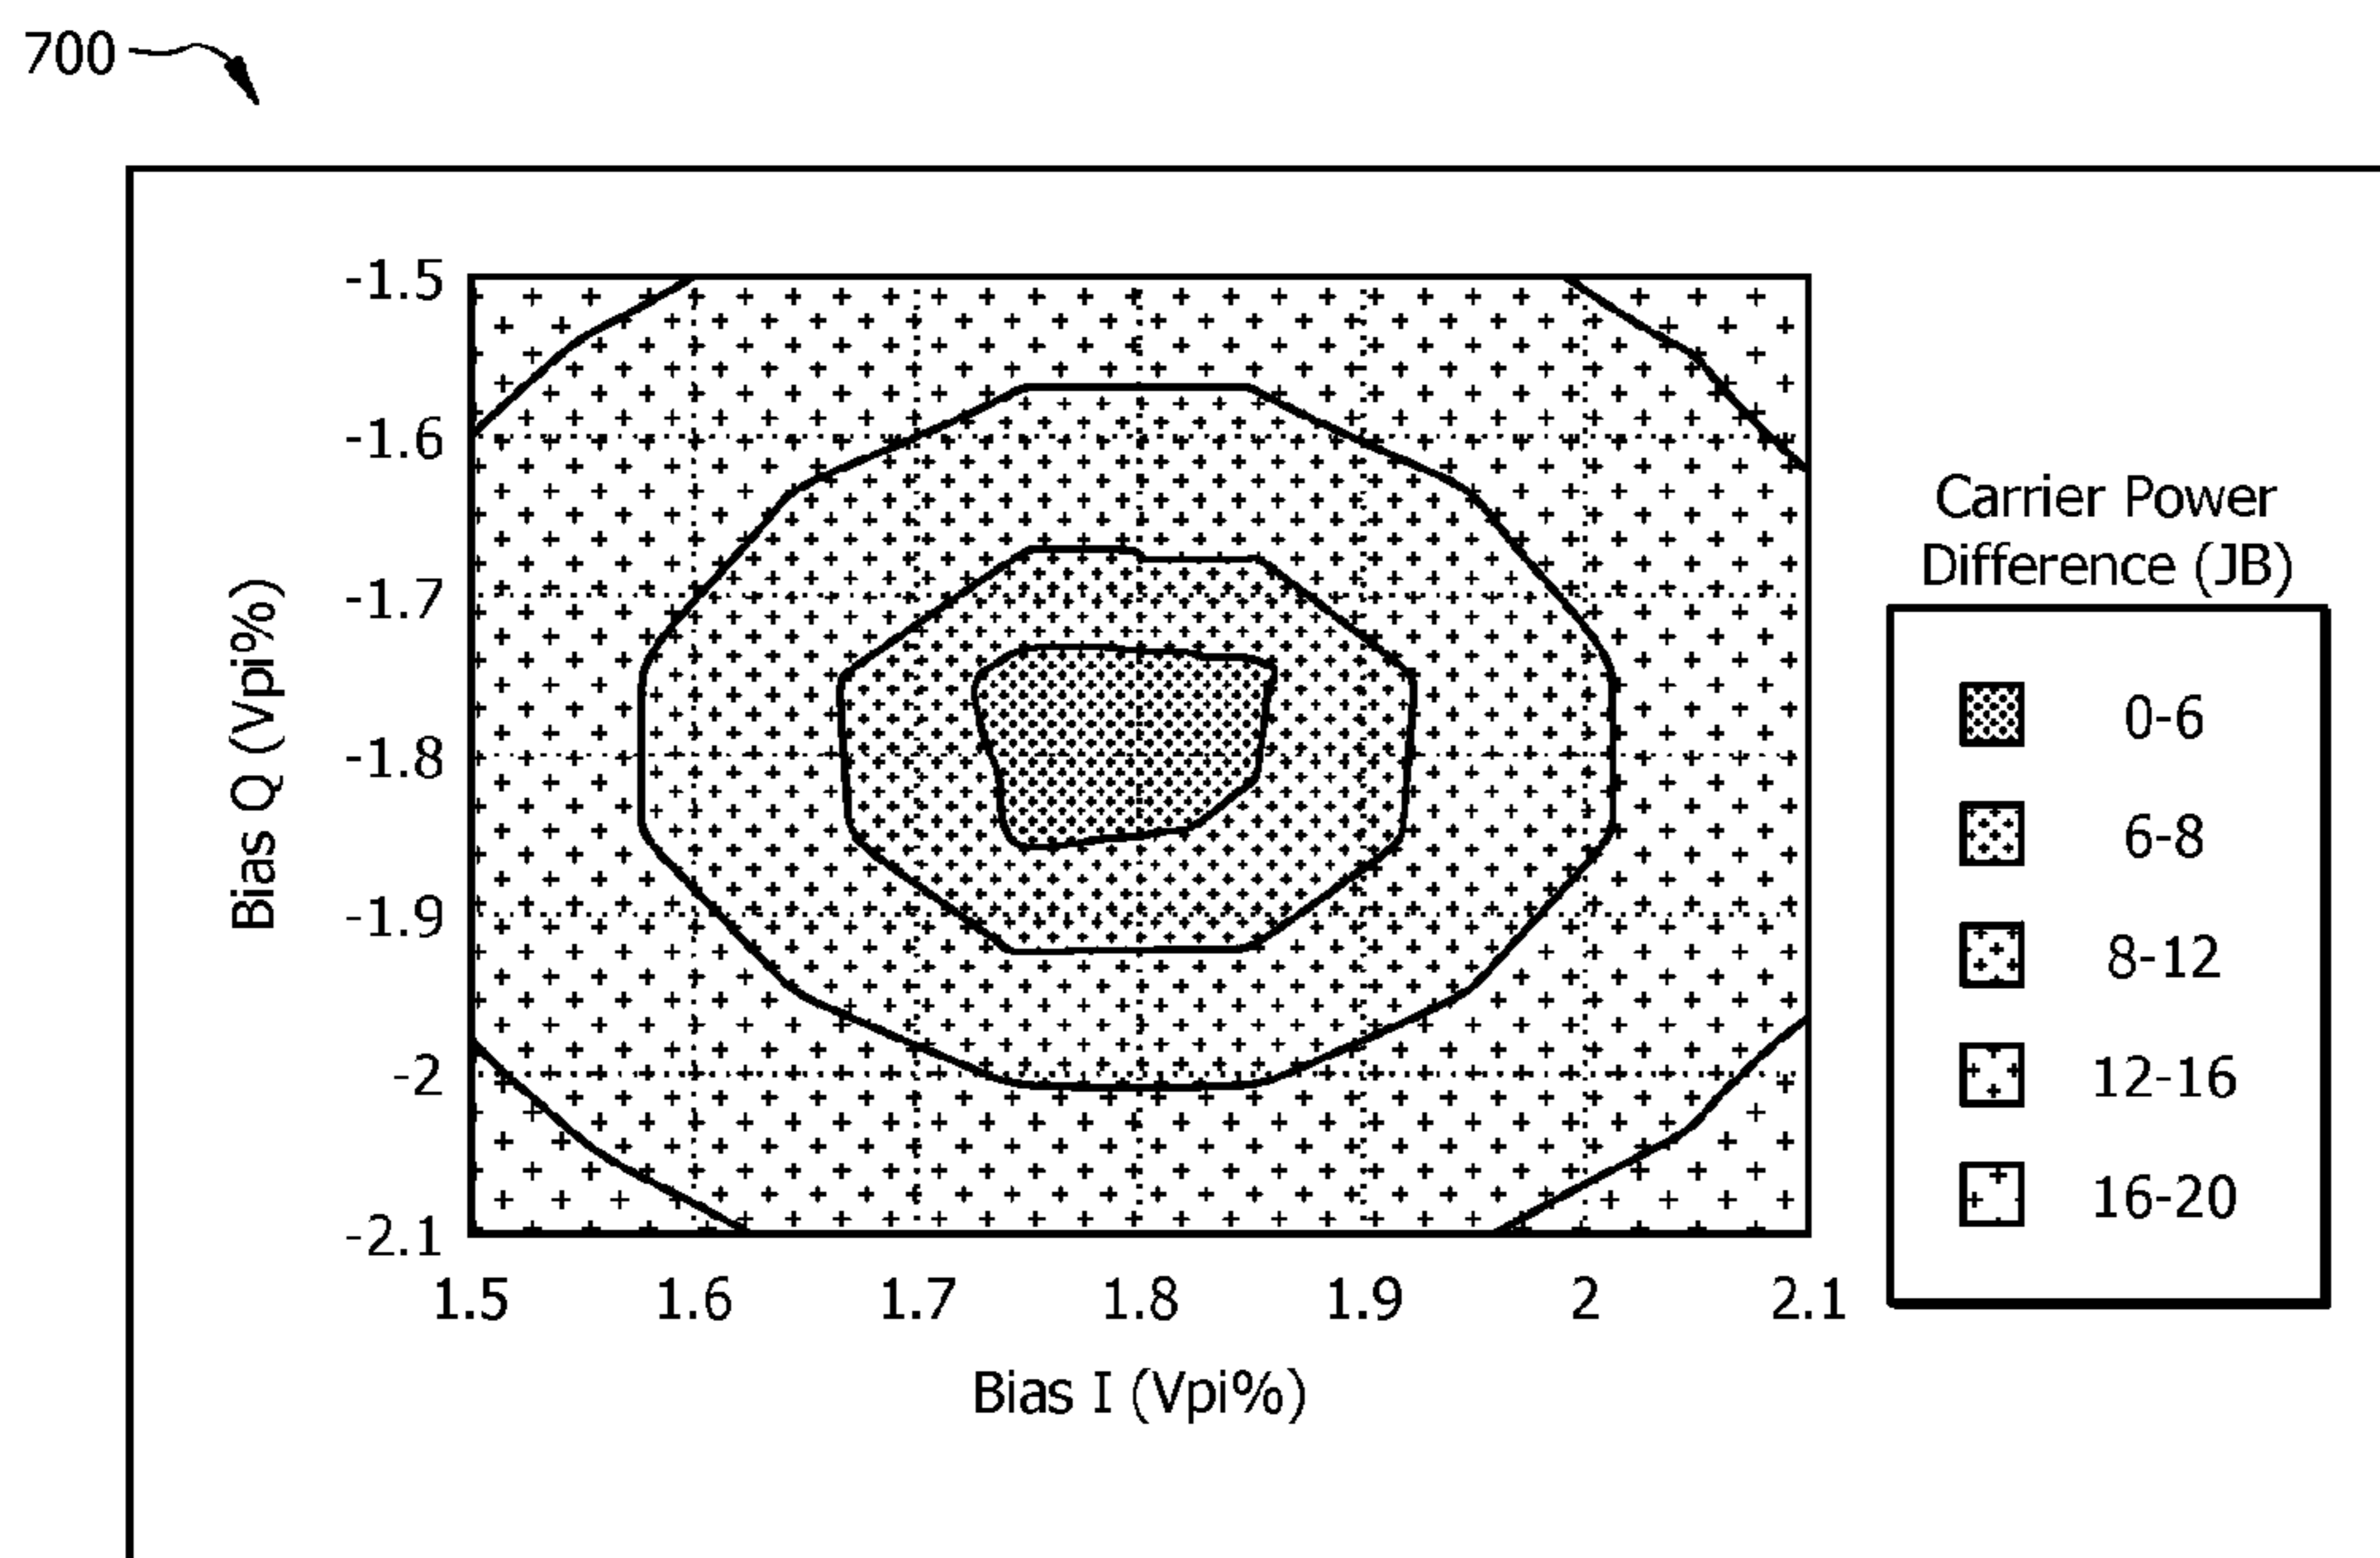 700
-1.5
-1.6
-1.7
-1.8
-1.9
-2
-2.1
Bias Q (Vpi%)
1.5 1.6 1.7 1.8 1.9 2 2.1
Bias I (Vpi%)
Carrier Power
Difference (JB)
0-6
6-8
8-12
12-16
16-20